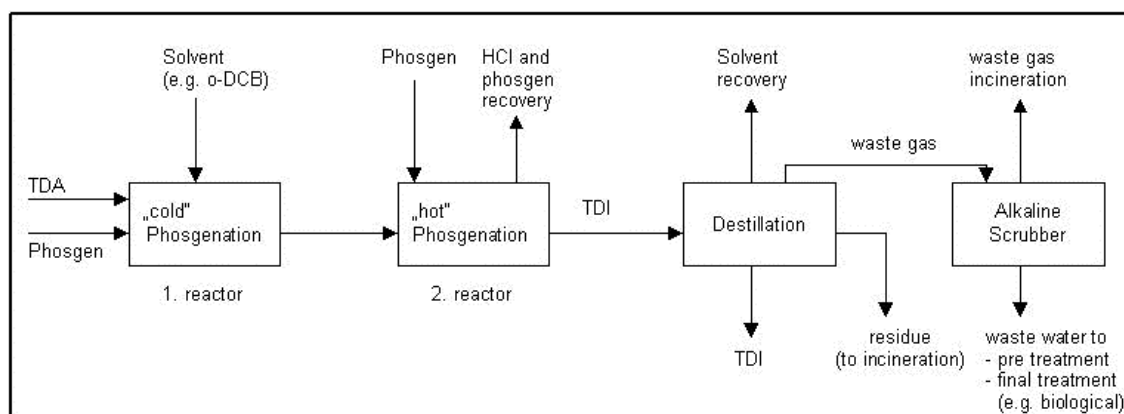 Solvent
(e.g. o-DCB)
Phosgen
HCl and
phosgen
recovery
Solvent
recovery
waste gas
incineration
waste gas
TDA
Phosgen
„cold"
Phosgenation
1. reactor
„hot"
Phosgenation
2. reactor
TDI
Destillation
Alkaline
Scrubber
TDI
residue
(to incineration)
waste water to
- pre treatment
- final treatment
(e.g. biological)